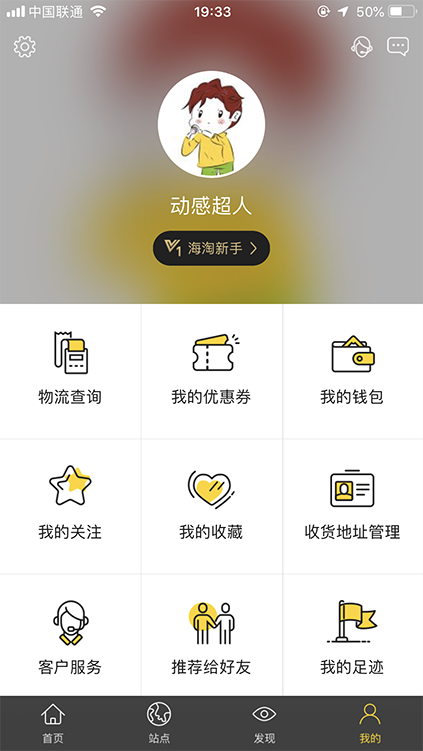 中国联通 19:33 50%
动感超人
V1 海淘新手
物流查询 我的优惠券 我的钱包
我的关注 我的收藏 收货地址管理
客户服务 推荐给好友 我的足迹
首页 站点 发现 我的